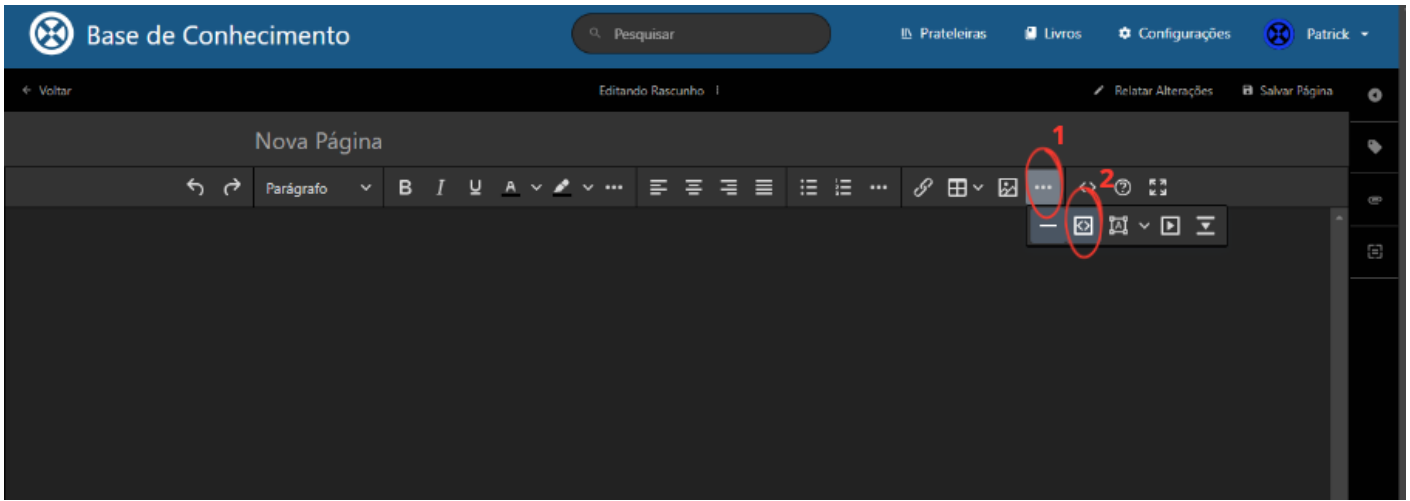 Base de Conhecimento
Pesquisar
Prateleiras
Livros
Configurações
Patrick
Voltar
Editando Rascunho
Relatar Alterações
Salvar Página
Nova Página
1
Parágrafo
B I U A
2
A